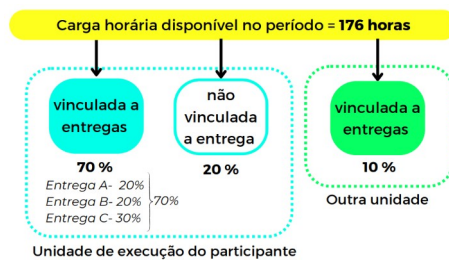 Carga horária disponível no período = 176 horas
vinculada a
entregas
não
vinculada
a entrega
vinculada a
entregas
70 %
20 %
10 %
Entrega A- 20%
Entrega B- 20%
Entrega C- 30%
70%
Outra unidade
Unidade de execução do participante